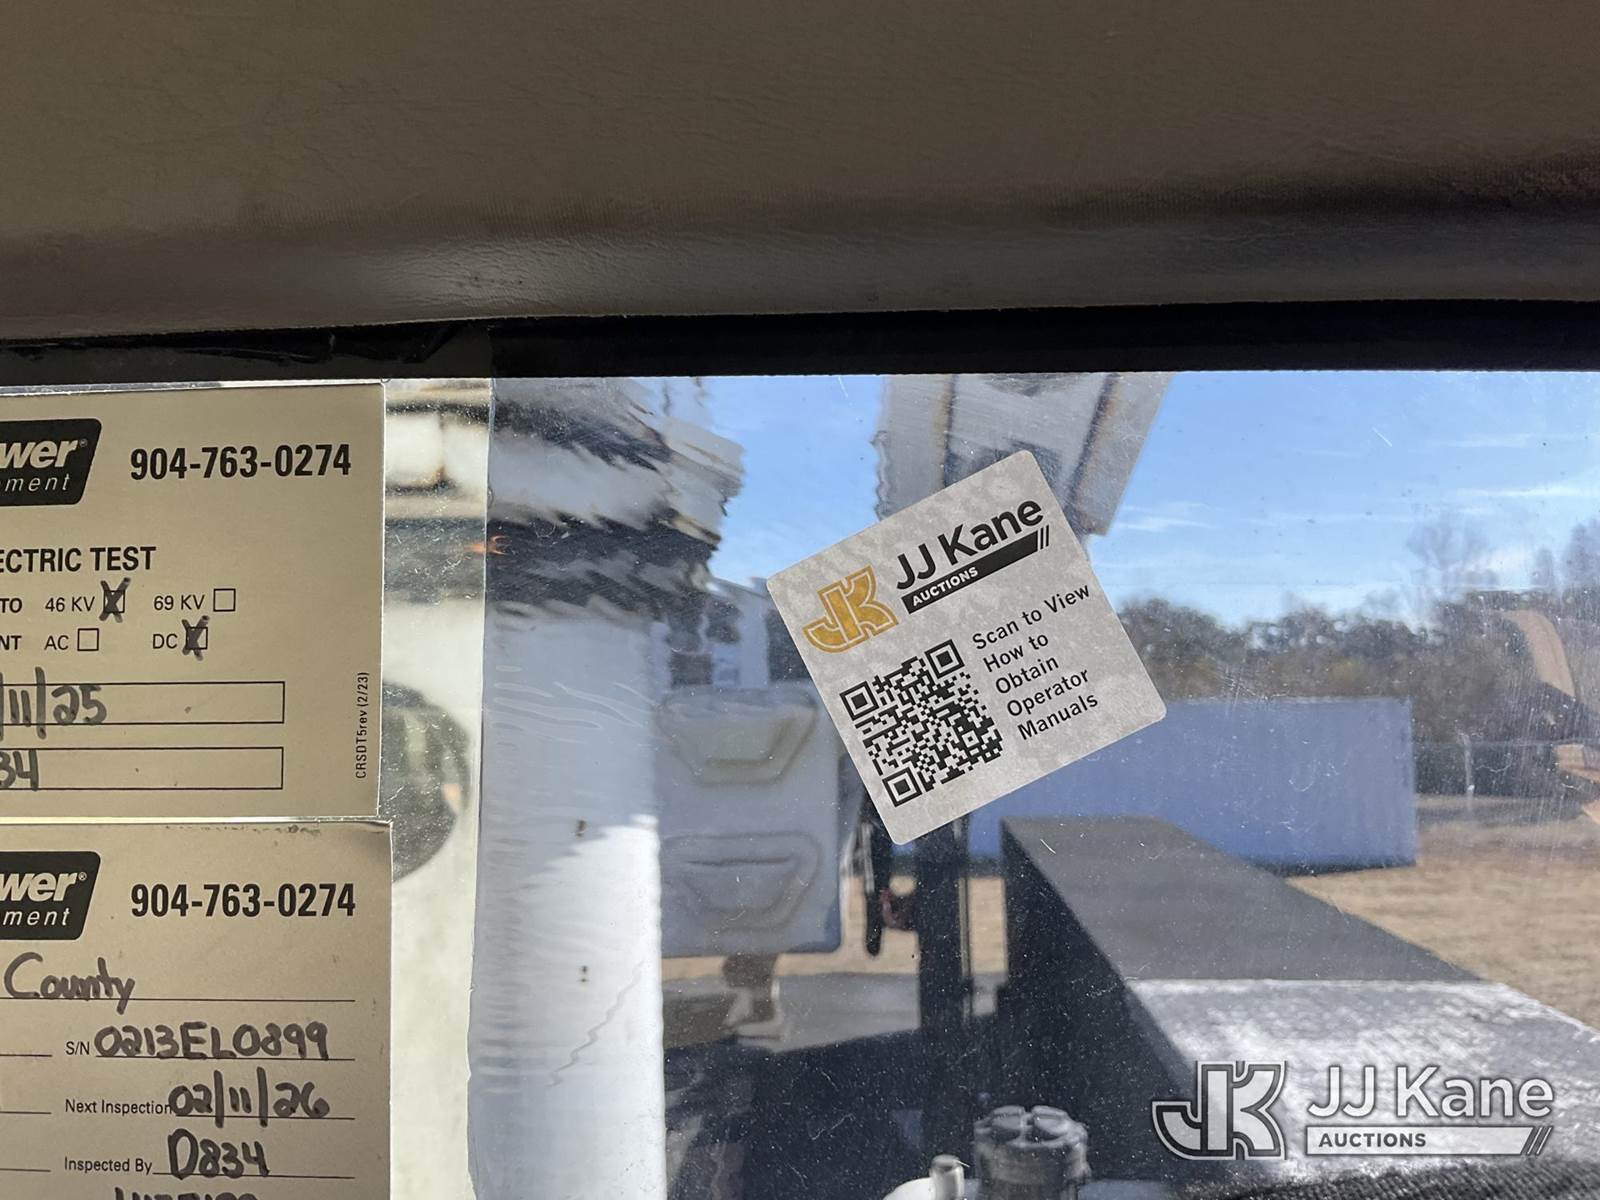 wer®
ment
904-763-0274
ECTRIC TEST
TO 46 KV 69 KV
NT AC DC
/11/25
34
CRSDT5rev (2/23)
wer®
ment
904-763-0274
County
S/N 0213EL0899
Next Inspection 02/11/26
Inspected By D834
JK JJ Kane
AUCTIONS
Scan to View
How to
Obtain
Operator
Manuals
JK JJ Kane
AUCTIONS